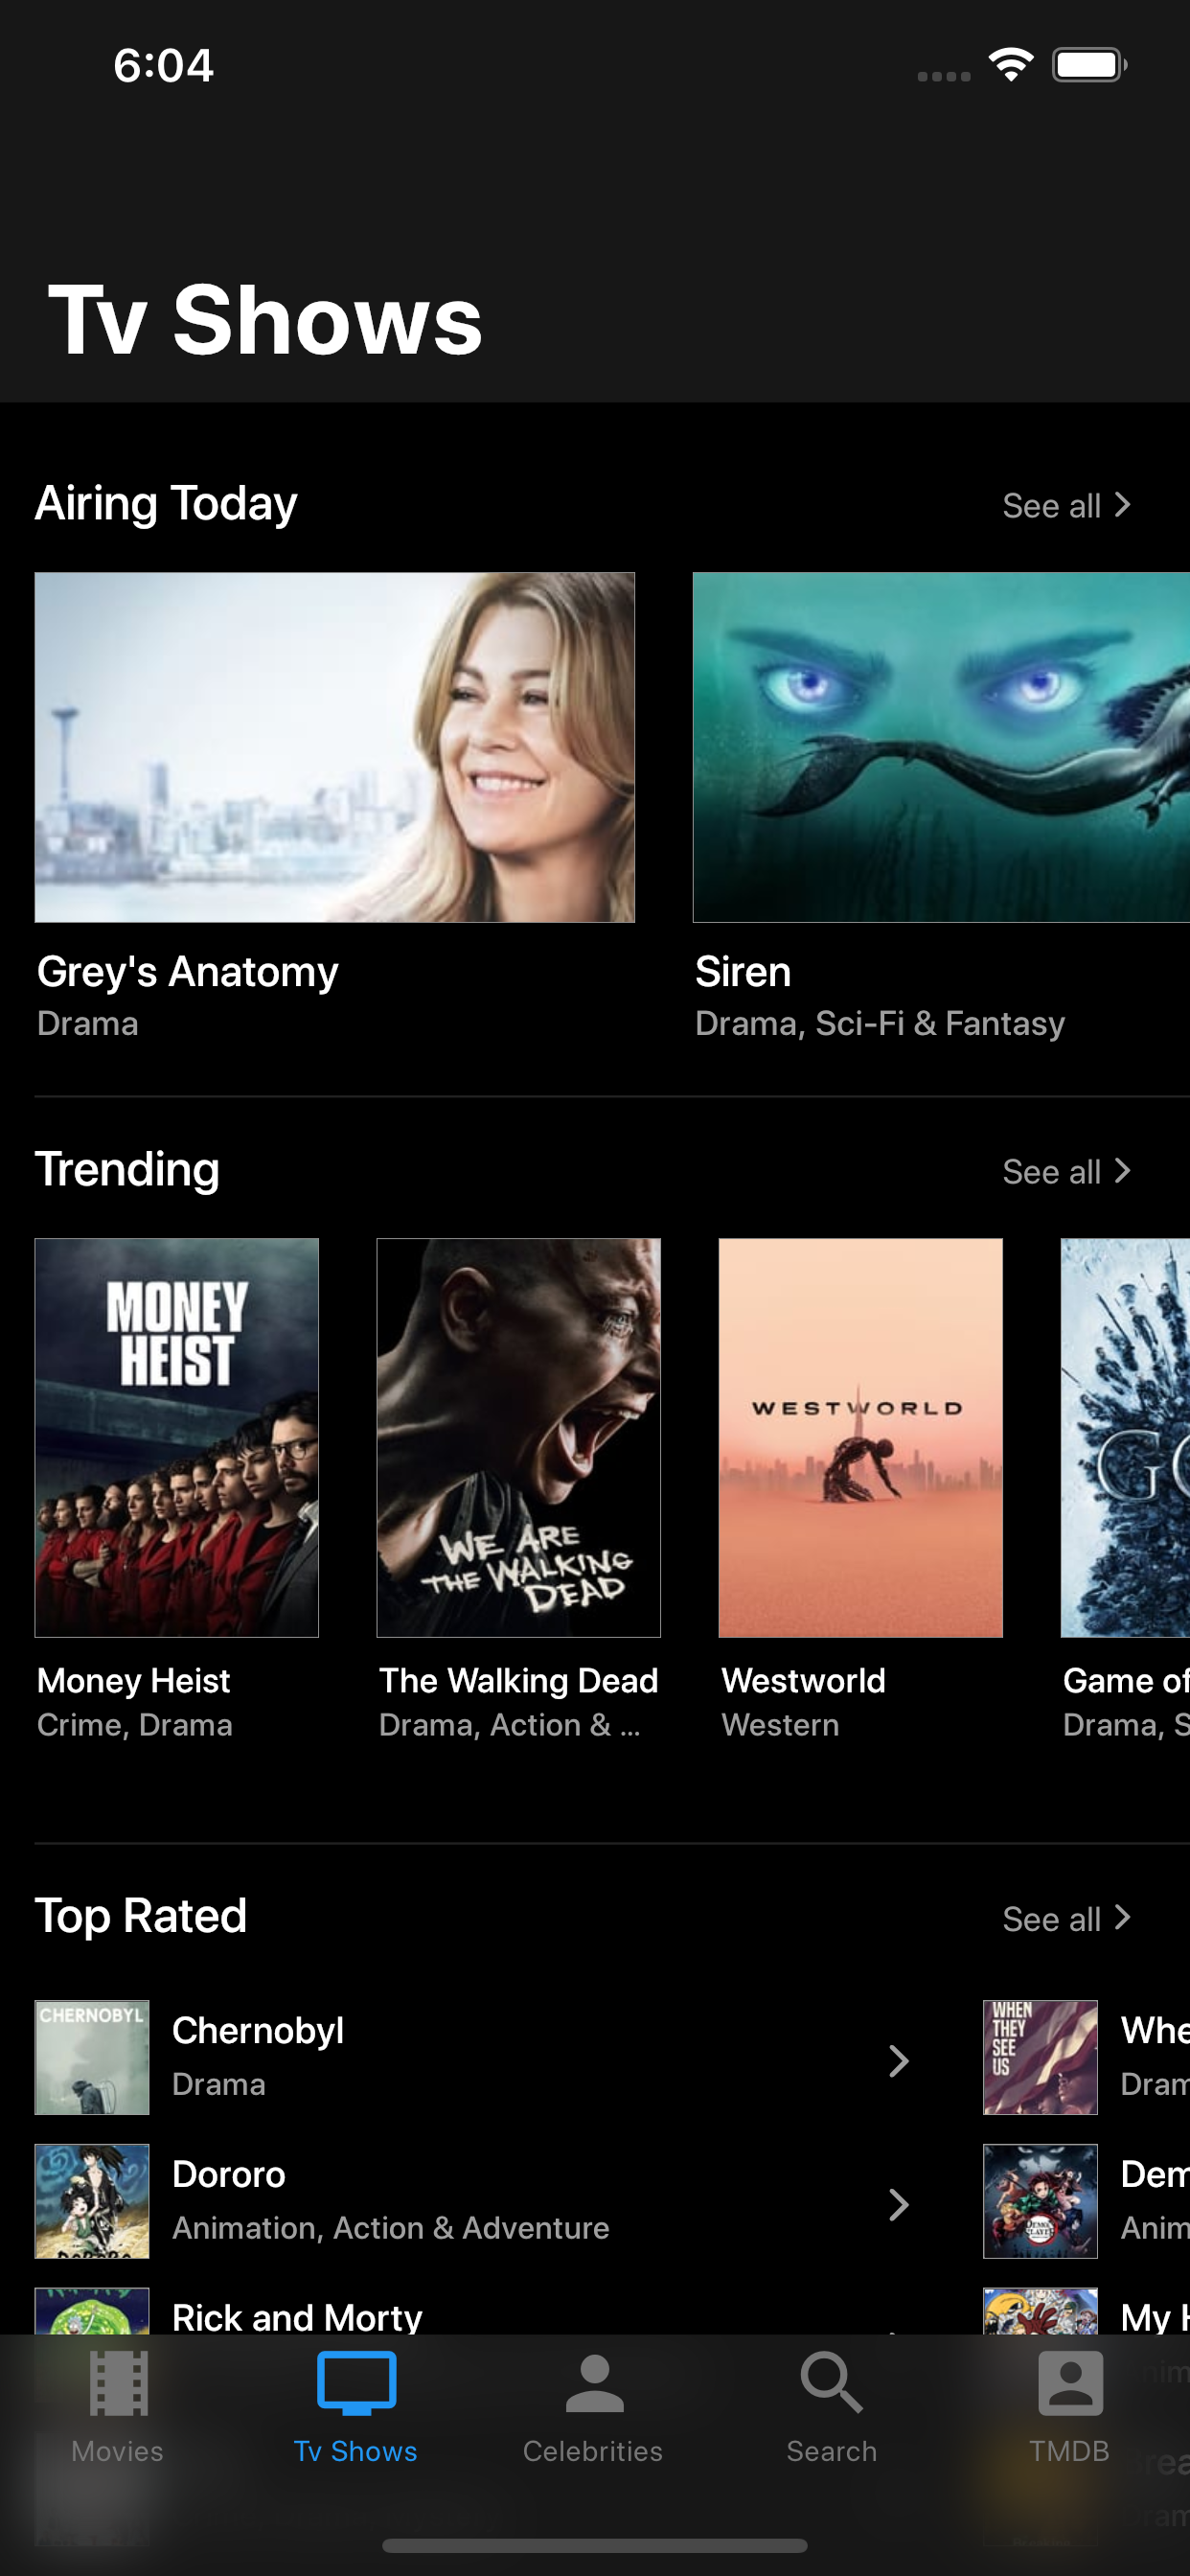 6:04
Tv Shows
Airing Today
See all
Grey's Anatomy
Drama
Siren
Drama, Sci-Fi & Fantasy
Trending
See all
MONEY
HEIST
WE ARE
THE WALKING
DEAD
WESTWORLD
Money Heist
Crime, Drama
The Walking Dead
Drama, Action & ...
Westworld
Western
Game of
Drama, S
Top Rated
See all
CHERNOBYL
Chernobyl
Drama
WHEN
THEY
SEE
US
Whe
Dram
Dororo
Animation, Action & Adventure
DEMON
SLAYER
Dem
Anim
Rick and Morty
My H
Movies
Tv Shows
Celebrities
Search
TMDB